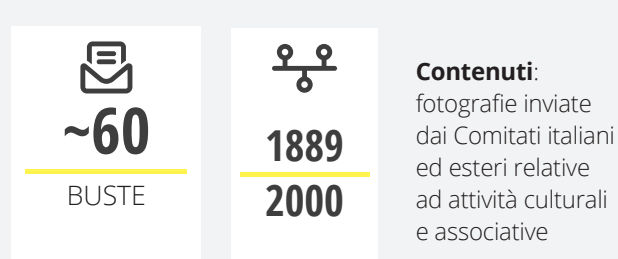 ~60
BUSTE
1889
2000
Contenuti:
fotografie inviate
dai Comitati italiani
ed esteri relative
ad attività culturali
e associative